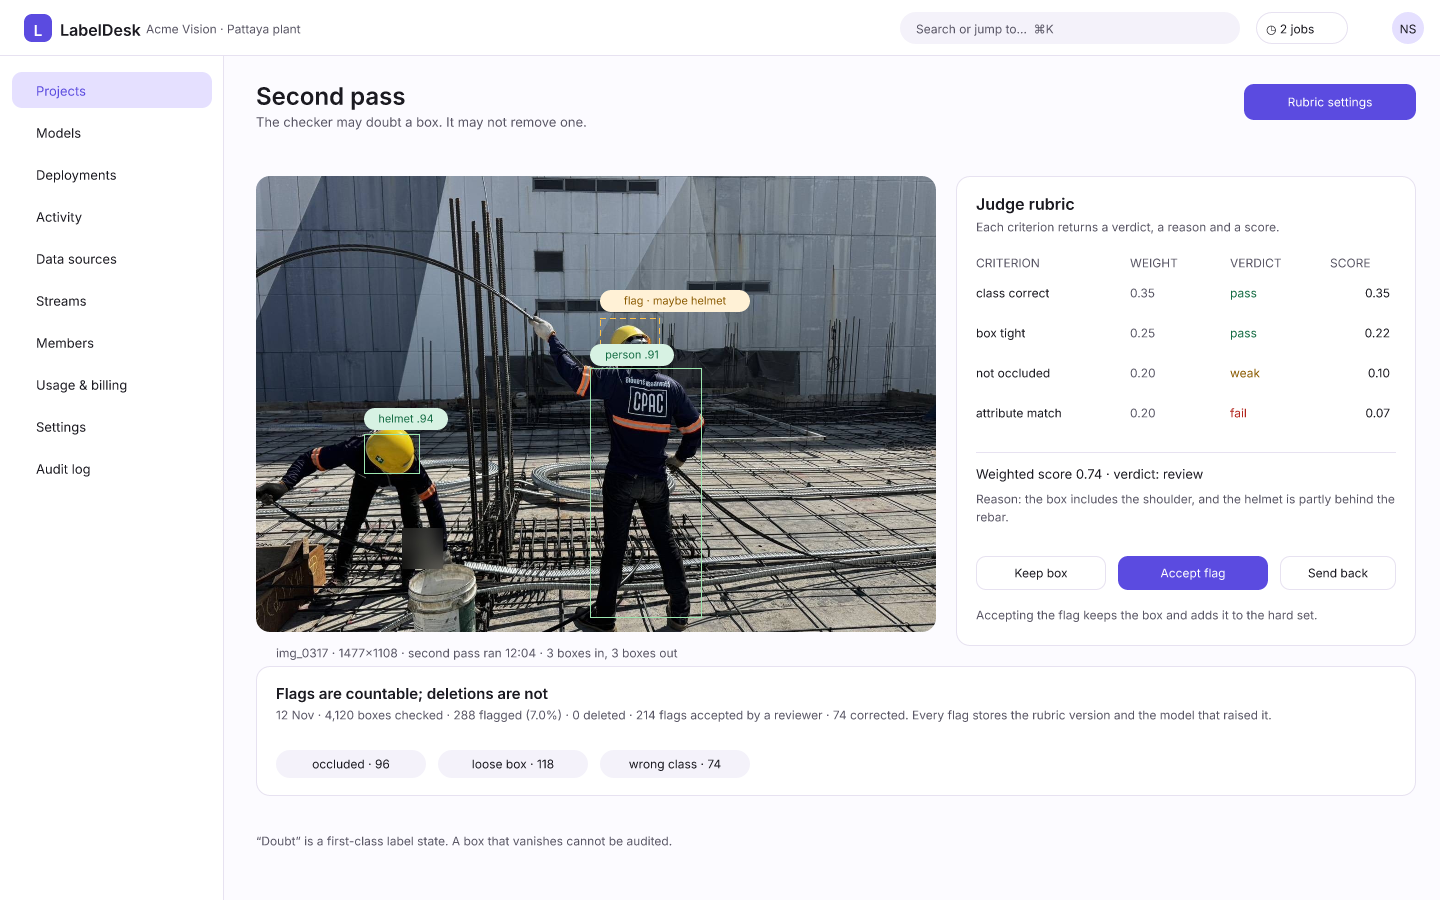 L LabelDesk Acme Vision · Pattaya plant
Search or jump to... ⌘K
◷ 2 jobs
NS
Projects
Models
Deployments
Activity
Data sources
Streams
Members
Usage & billing
Settings
Audit log
Second pass
The checker may doubt a box. It may not remove one.
Rubric settings
flag · maybe helmet
person .91
helmet .94
CPAC
img_0317 · 1477×1108 · second pass ran 12:04 · 3 boxes in, 3 boxes out
Judge rubric
Each criterion returns a verdict, a reason and a score.
CRITERION WEIGHT VERDICT SCORE
class correct 0.35 pass 0.35
box tight 0.25 pass 0.22
not occluded 0.20 weak 0.10
attribute match 0.20 fail 0.07
Weighted score 0.74 · verdict: review
Reason: the box includes the shoulder, and the helmet is partly behind the
rebar.
Keep box
Accept flag
Send back
Accepting the flag keeps the box and adds it to the hard set.
Flags are countable; deletions are not
12 Nov · 4,120 boxes checked · 288 flagged (7.0%) · 0 deleted · 214 flags accepted by a reviewer · 74 corrected. Every flag stores the rubric version and the model that raised it.
occluded · 96
loose box · 118
wrong class · 74
“Doubt” is a first-class label state. A box that vanishes cannot be audited.